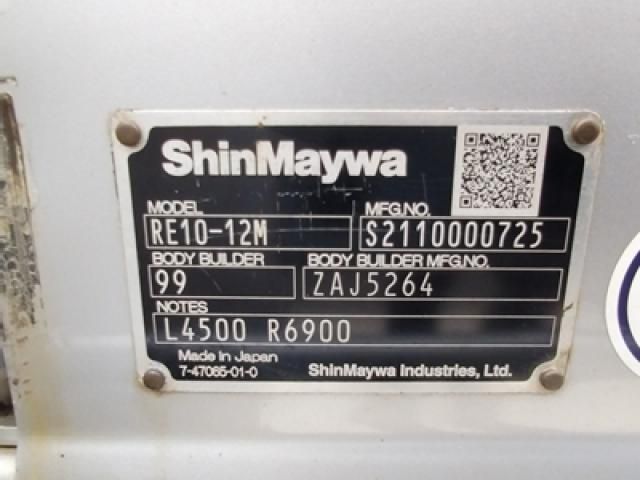 ShinMaywa
MODEL MFG.NO.
RE10-12M S2110000725
BODY BUILDER BODY BUILDER MFG.NO.
99 ZAJ5264
NOTES
L4500 R6900
Made in Japan
7-47065-01-0 ShinMaywa Industries, Ltd.